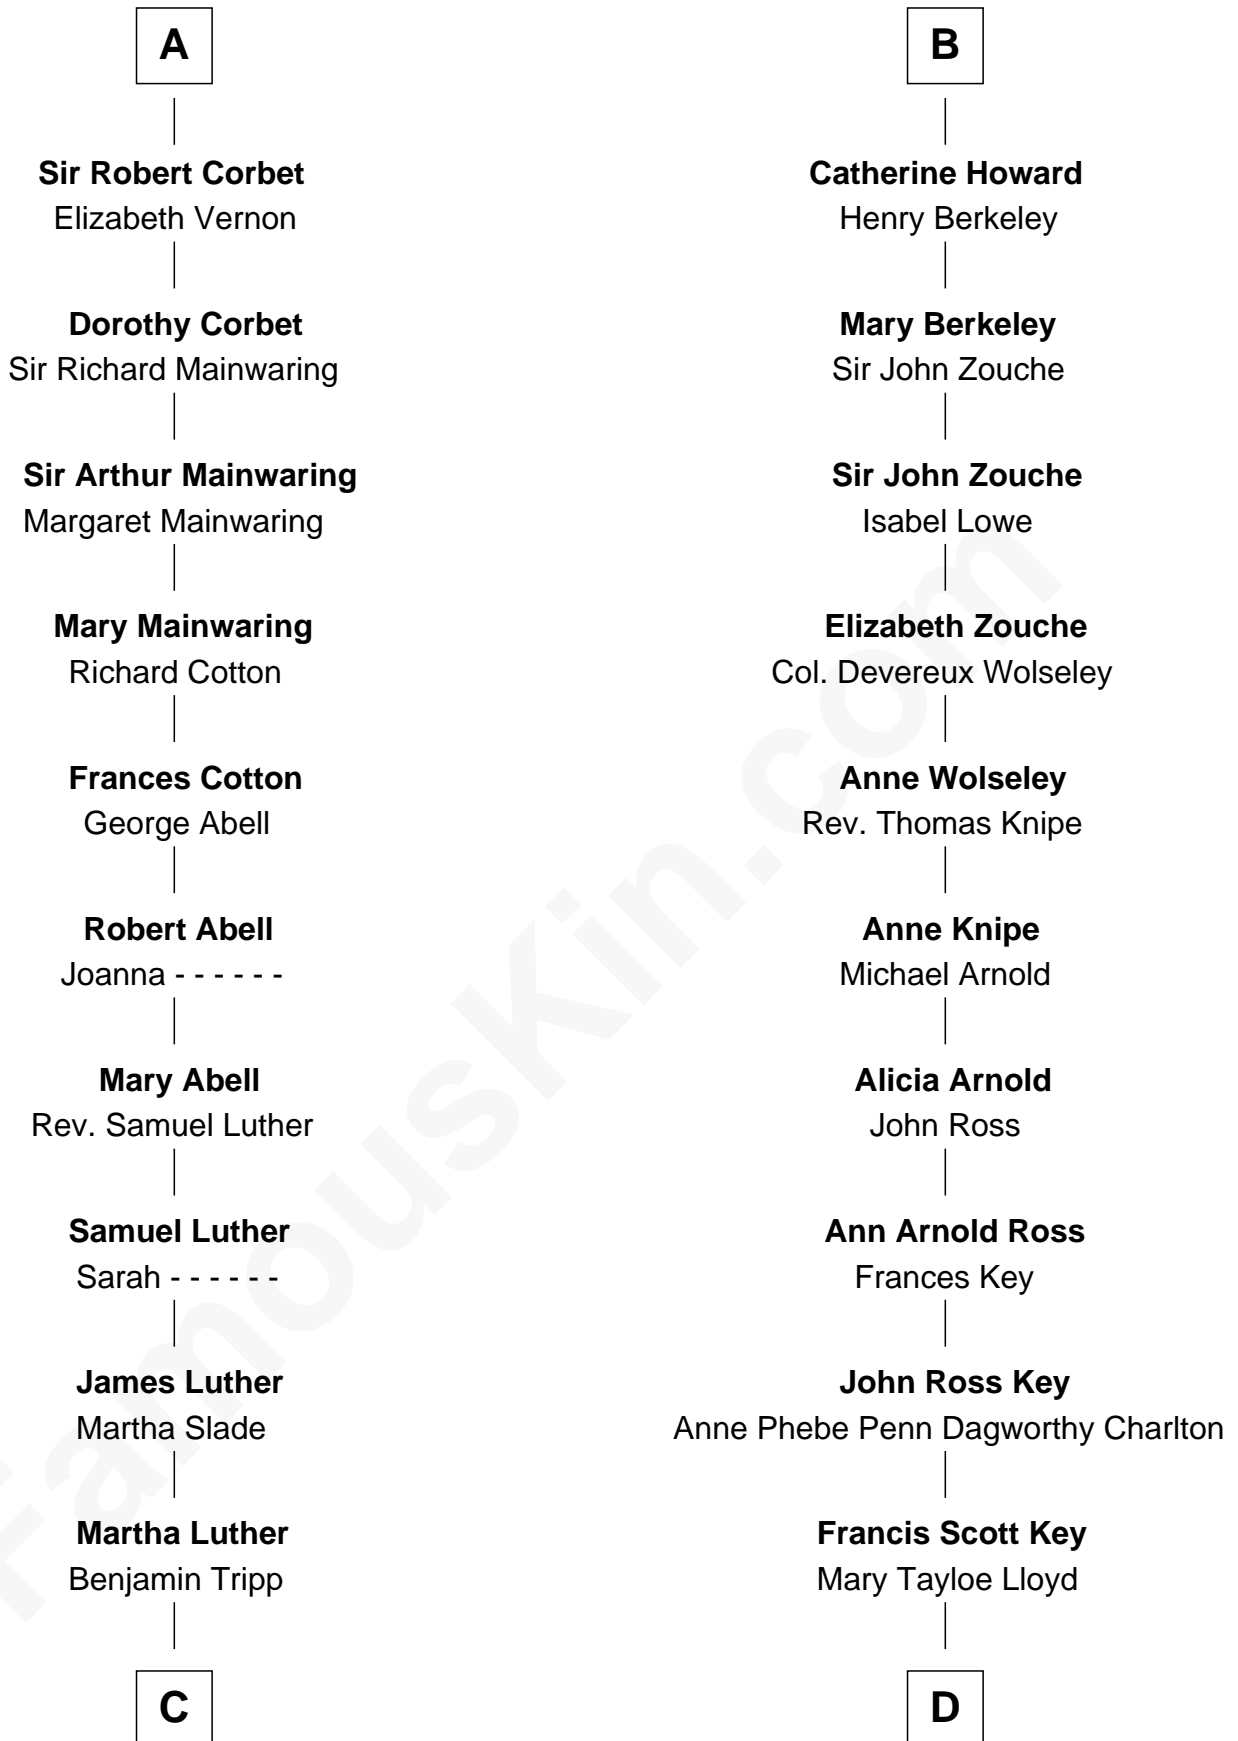 A
Sir Robert Corbet
Elizabeth Vernon
Dorothy Corbet
Sir Richard Mainwaring
Sir Arthur Mainwaring
Margaret Mainwaring
Mary Mainwaring
Richard Cotton
Frances Cotton
George Abell
Robert Abell
Joanna - - - - - -
Mary Abell
Rev. Samuel Luther
Samuel Luther
Sarah - - - - - -
James Luther
Martha Slade
Martha Luther
Benjamin Tripp
C
B
Catherine Howard
Henry Berkeley
Mary Berkeley
Sir John Zouche
Sir John Zouche
Isabel Lowe
Elizabeth Zouche
Col. Devereux Wolseley
Anne Wolseley
Rev. Thomas Knipe
Anne Knipe
Michael Arnold
Alicia Arnold
John Ross
Ann Arnold Ross
Frances Key
John Ross Key
Anne Phebe Penn Dagworthy Charlton
Francis Scott Key
Mary Tayloe Lloyd
D
FamousKin.com